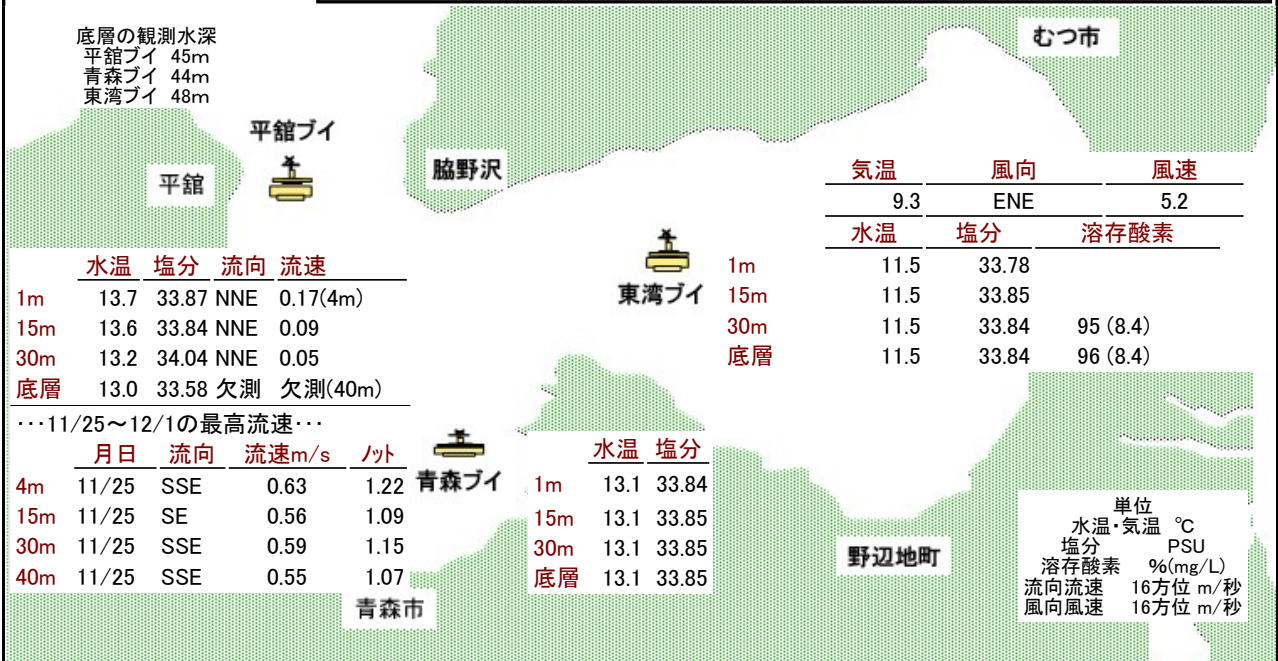 底層の観測水深
平舘ブイ 45m
青森ブイ 44m
東湾ブイ 48m
むつ市
平舘ブイ
平舘
脇野沢
気温 風向 風速
9.3 ENE 5.2
水温 塩分 溶存酸素
1m 11.5 33.78
15m 11.5 33.85
30m 11.5 33.84 95 (8.4)
底層 11.5 33.84 96 (8.4)
東湾ブイ
水温 塩分 流向 流速
1m 13.7 33.87 NNE 0.17(4m)
15m 13.6 33.84 NNE 0.09
30m 13.2 34.04 NNE 0.05
底層 13.0 33.58 欠測 欠測(40m)
…11/25～12/1の最高流速…
月日 流向 流速m/s ノット
4m 11/25 SSE 0.63 1.22
15m 11/25 SE 0.56 1.09
30m 11/25 SSE 0.59 1.15
40m 11/25 SSE 0.55 1.07
青森ブイ
水温 塩分
1m 13.1 33.84
15m 13.1 33.85
30m 13.1 33.85
底層 13.1 33.85
青森市
野辺地町
単位
水温・気温 ℃
塩分 PSU
溶存酸素 %(mg/L)
流向流速 16方位 m/秒
風向風速 16方位 m/秒